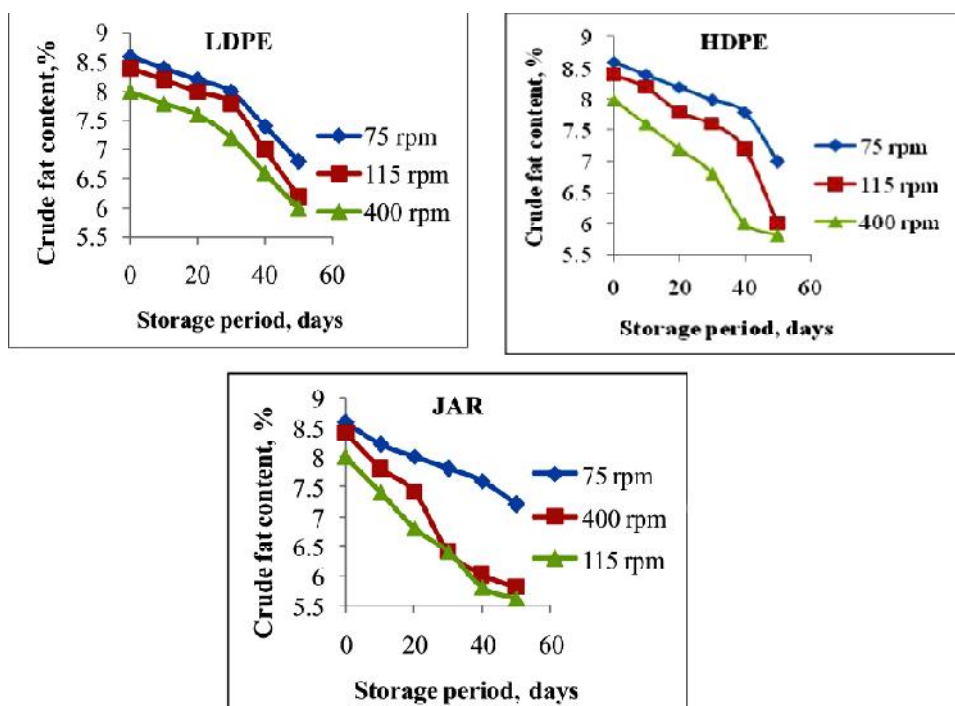 LDPE
Crude fat content,%
9
8.5
8
7.5
7
6.5
6
5.5
0 20 40 60
Storage period, days
75 rpm
115 rpm
400 rpm
HDPE
Crude fat content, %
9
8.5
8
7.5
7
6.5
6
5.5
0 20 40 60
Storage period, days
75 rpm
115 rpm
400 rpm
JAR
Crude fat content, %
9
8.5
8
7.5
7
6.5
6
5.5
0 20 40 60
Storage period, days
75 rpm
400 rpm
115 rpm